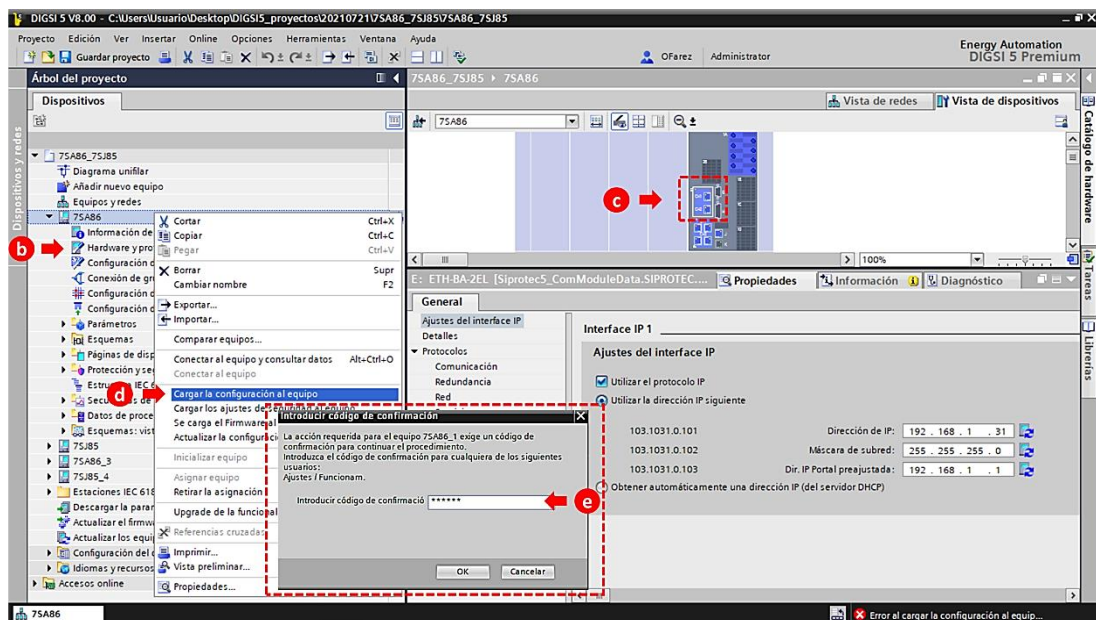 DIGSI 5 V8.00 - C:\Users\Usuario\Desktop\DIGSI5_proyectos\20210721\7SA86_7SJ85\7SA86_7SJ85
Proyecto Edición Ver Insertar Online Opciones Herramientas Ventana Ayuda
Guardar proyecto
OFarez Administrator
Energy Automation
DIGSI 5 Premium
Árbol del proyecto
Dispositivos
Dispositivos y redes
7SA86_7SJ85
Diagrama unifilar
Añadir nuevo equipo
Equipos y redes
7SA86
Información de
Hardware y pro
Configuración d
Conexión de gr
Configuración d
Configuración d
Parámetros
Esquemas
Páginas de disp
Protección y se
Estru
IEC 6
Secu
s de
Datos de proce
Esquemas: vist
7SJ85
7SA86_3
7SJ85_4
Estaciones IEC 618
Descargar la parar
Actualizar el firmw
Actualizar los equi
Configuración del d
Idiomas y recursos
Accesos online
b
Cortar Ctrl+X
Copiar Ctrl+C
Pegar Ctrl+V
Borrar Supr
Cambiar nombre F2
Exportar...
Importar...
Comparar equipos...
Conectar al equipo y consultar datos Alt+Ctrl+O
Conectar al equipo
d
Cargar la configuración al equipo
Cargar los ajustes de seguridad al equipo
Se carga el Firmware al
Actualizar la configuraci
Inicializar equipo
Asignar equipo
Retirar la asignación
Upgrade de la funcional
Referencias cruzadas
Imprimir...
Vista preliminar...
Propiedades...
7SA86_7SJ85 7SA86
Vista de redes Vista de dispositivos
7SA86
c
100%
E: ETH-BA-2EL [Siprotec5_ComModuleData.SIPROTEC....
Propiedades Información Diagnóstico
General
Ajustes del interface IP
Detalles
Protocolos
Comunicación
Redundancia
Red
Interface IP 1
Ajustes del interface IP
Utilizar el protocolo IP
Utilizar la dirección IP siguiente
103.1031.0.101 Dirección de IP: 192 . 168 . 1 . 31
103.1031.0.102 Máscara de subred: 255 . 255 . 255 . 0
103.1031.0.103 Dir. IP Portal preajustada: 192 . 168 . 1 . 1
Obtener automáticamente una dirección IP (del servidor DHCP)
Introducir código de confirmación
La acción requerida para el equipo 7SA86_1 exige un código de
confirmación para continuar el procedimiento.
Introduzca el código de confirmación para cualquiera de los siguientes
usuarios:
Ajustes / Funcionam.
Introducir código de confirmació ******
e
OK Cancelar
Catálogo de hardware
Tareas
Librerías
7SA86
Error al cargar la configuración al equip...